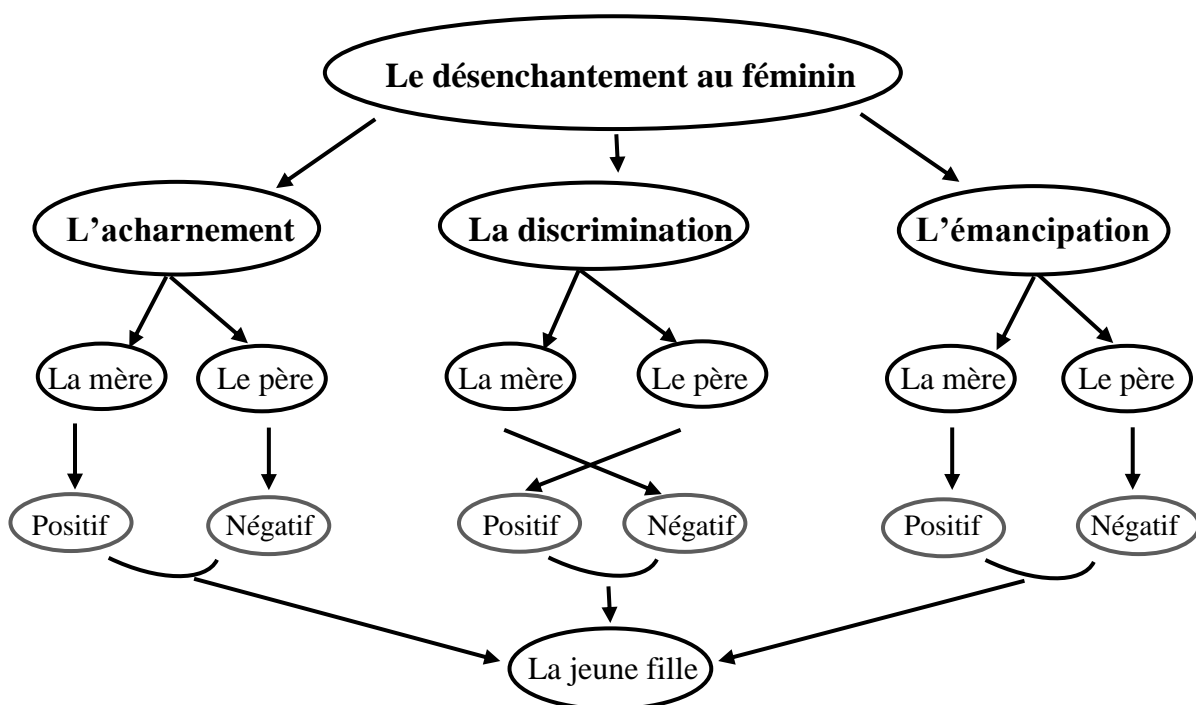 Le désenchantement au féminin
L’acharnement
La discrimination
L’émancipation
La mère
Le père
La mère
Le père
La mère
Le père
Positif
Négatif
Positif
Négatif
Positif
Négatif
La jeune fille